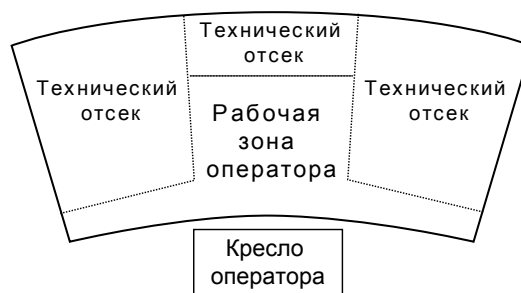 Технический
отсек
Технический
отсек
Рабочая
зона
оператора
Технический
отсек
Кресло
оператора